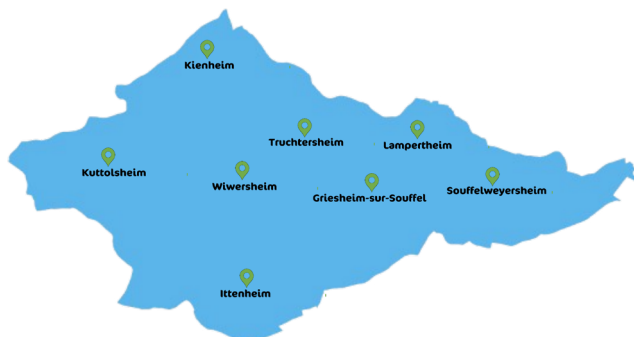 Kienheim
Truchtersheim
Lampertheim
Kuttolsheim
Wiwersheim
Griesheim-sur-Souffel
Souffelweyersheim
Ittenheim